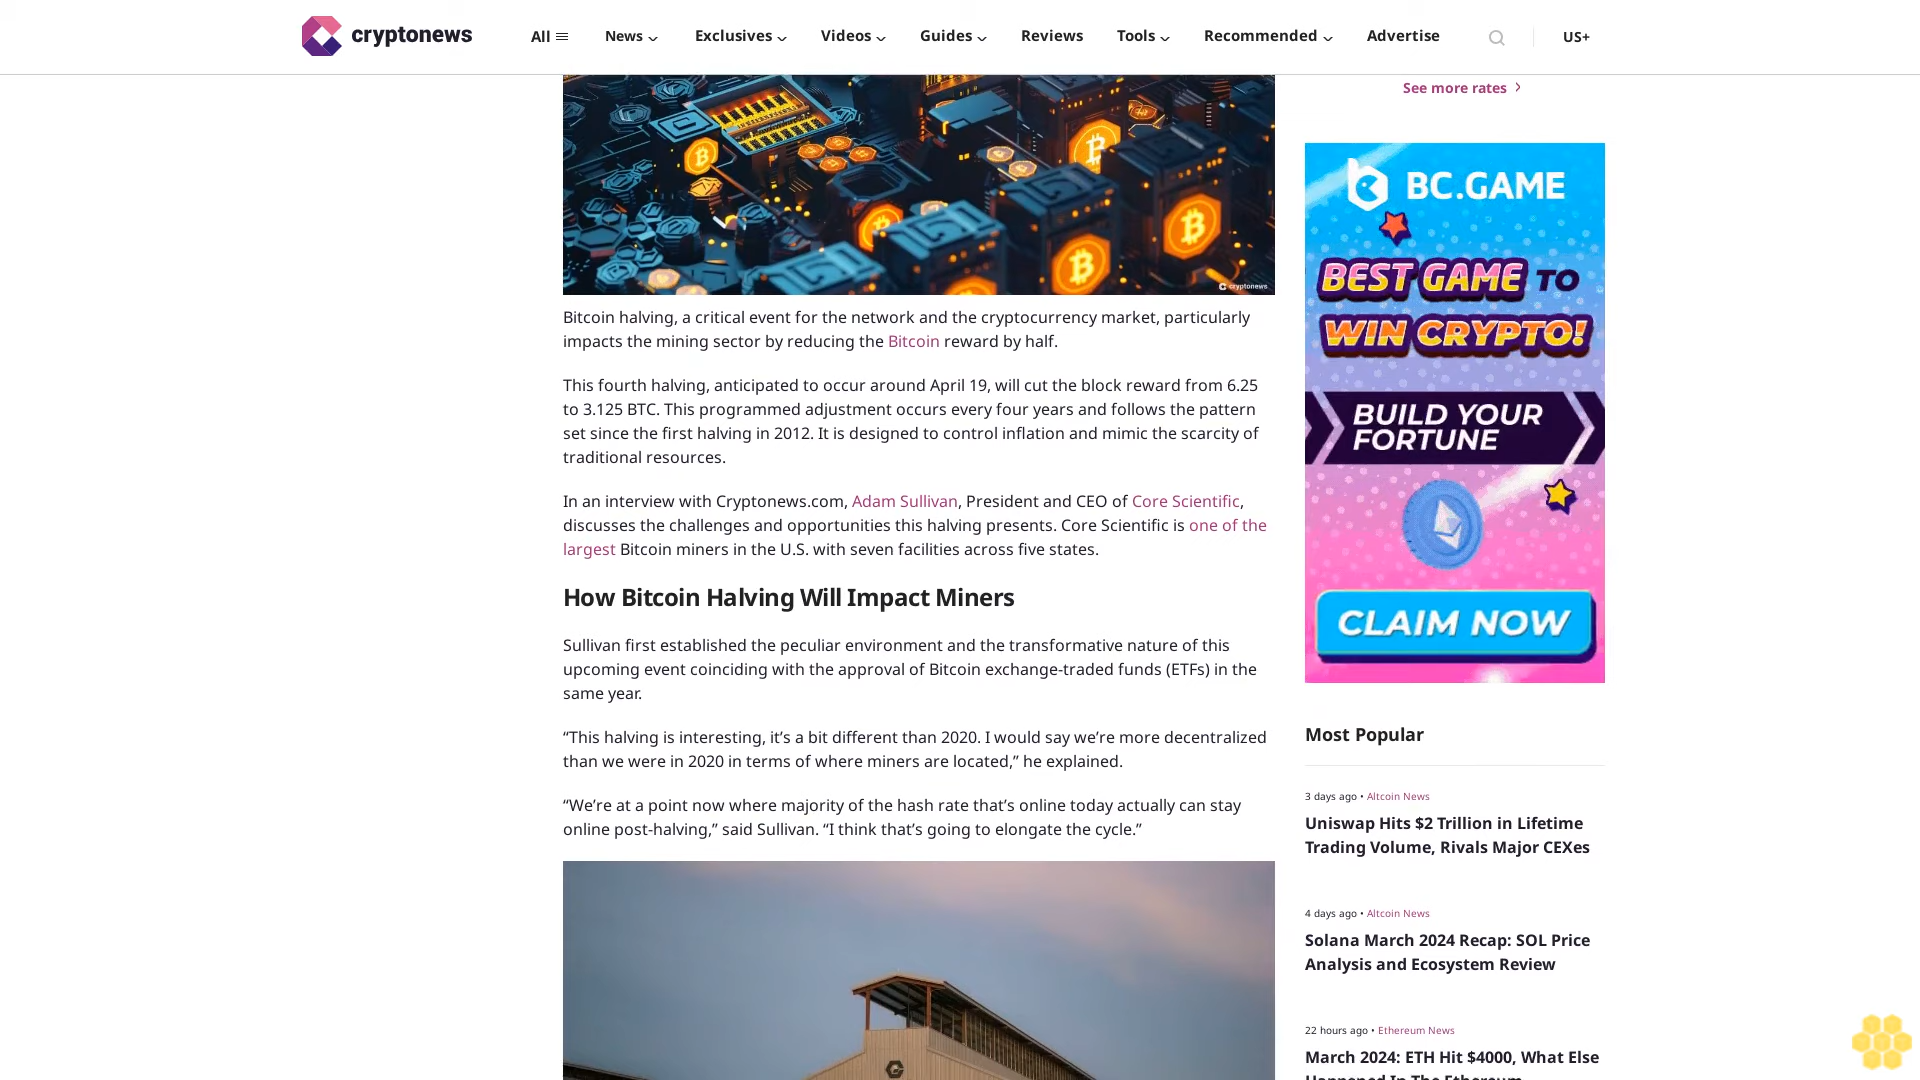 cryptonews
All
News
Exclusives
Videos
Guides
Reviews
Tools
Recommended
Advertise
US+
See more rates
cryptonews
Bitcoin halving, a critical event for the network and the cryptocurrency market, particularly
impacts the mining sector by reducing the Bitcoin reward by half.
This fourth halving, anticipated to occur around April 19, will cut the block reward from 6.25
to 3.125 BTC. This programmed adjustment occurs every four years and follows the pattern
set since the first halving in 2012. It is designed to control inflation and mimic the scarcity of
traditional resources.
In an interview with Cryptonews.com, Adam Sullivan, President and CEO of Core Scientific,
discusses the challenges and opportunities this halving presents. Core Scientific is one of the
largest Bitcoin miners in the U.S. with seven facilities across five states.
How Bitcoin Halving Will Impact Miners
Sullivan first established the peculiar environment and the transformative nature of this
upcoming event coinciding with the approval of Bitcoin exchange-traded funds (ETFs) in the
same year.
“This halving is interesting, it’s a bit different than 2020. I would say we’re more decentralized
than we were in 2020 in terms of where miners are located,” he explained.
“We’re at a point now where majority of the hash rate that’s online today actually can stay
online post-halving,” said Sullivan. “I think that’s going to elongate the cycle.”
BC.GAME
BEST GAME TO
WIN CRYPTO!
BUILD YOUR
FORTUNE
CLAIM NOW
Most Popular
3 days ago • Altcoin News
Uniswap Hits $2 Trillion in Lifetime
Trading Volume, Rivals Major CEXes
4 days ago • Altcoin News
Solana March 2024 Recap: SOL Price
Analysis and Ecosystem Review
22 hours ago • Ethereum News
March 2024: ETH Hit $4000, What Else
Happened In The Ethereum